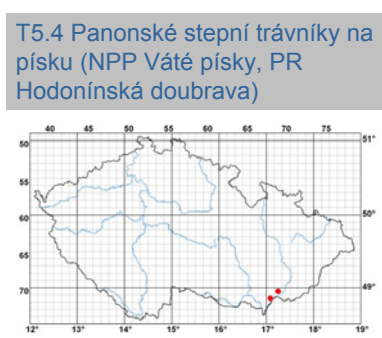 T5.4 Panonské stepní trávníky na
písku (NPP Váté písky, PR
Hodonínská doubrava)
40 45 50 55 60 65 70 75
50 51°
55
60 50°
65
70 49°
12° 13° 14° 15° 16° 17° 18° 19°